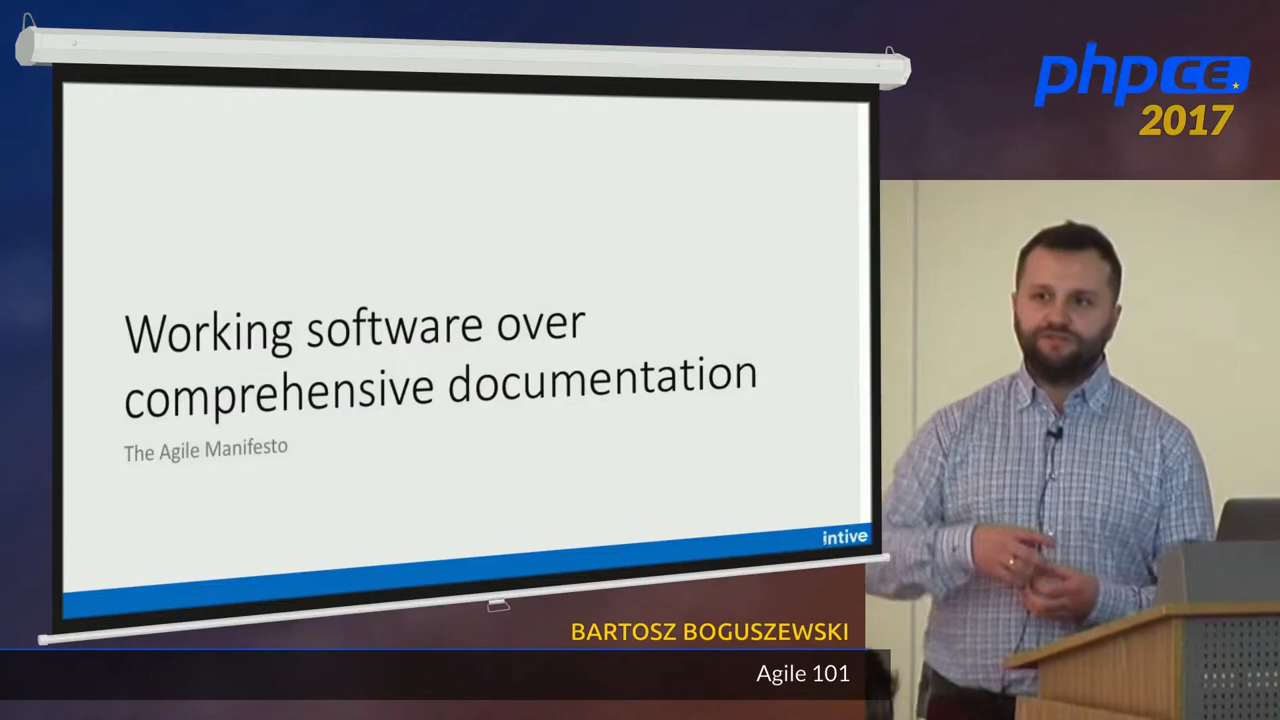 phpCE
2017
Working software over
comprehensive documentation
The Agile Manifesto
intive
BARTOSZ BOGUSZEWSKI
Agile 101